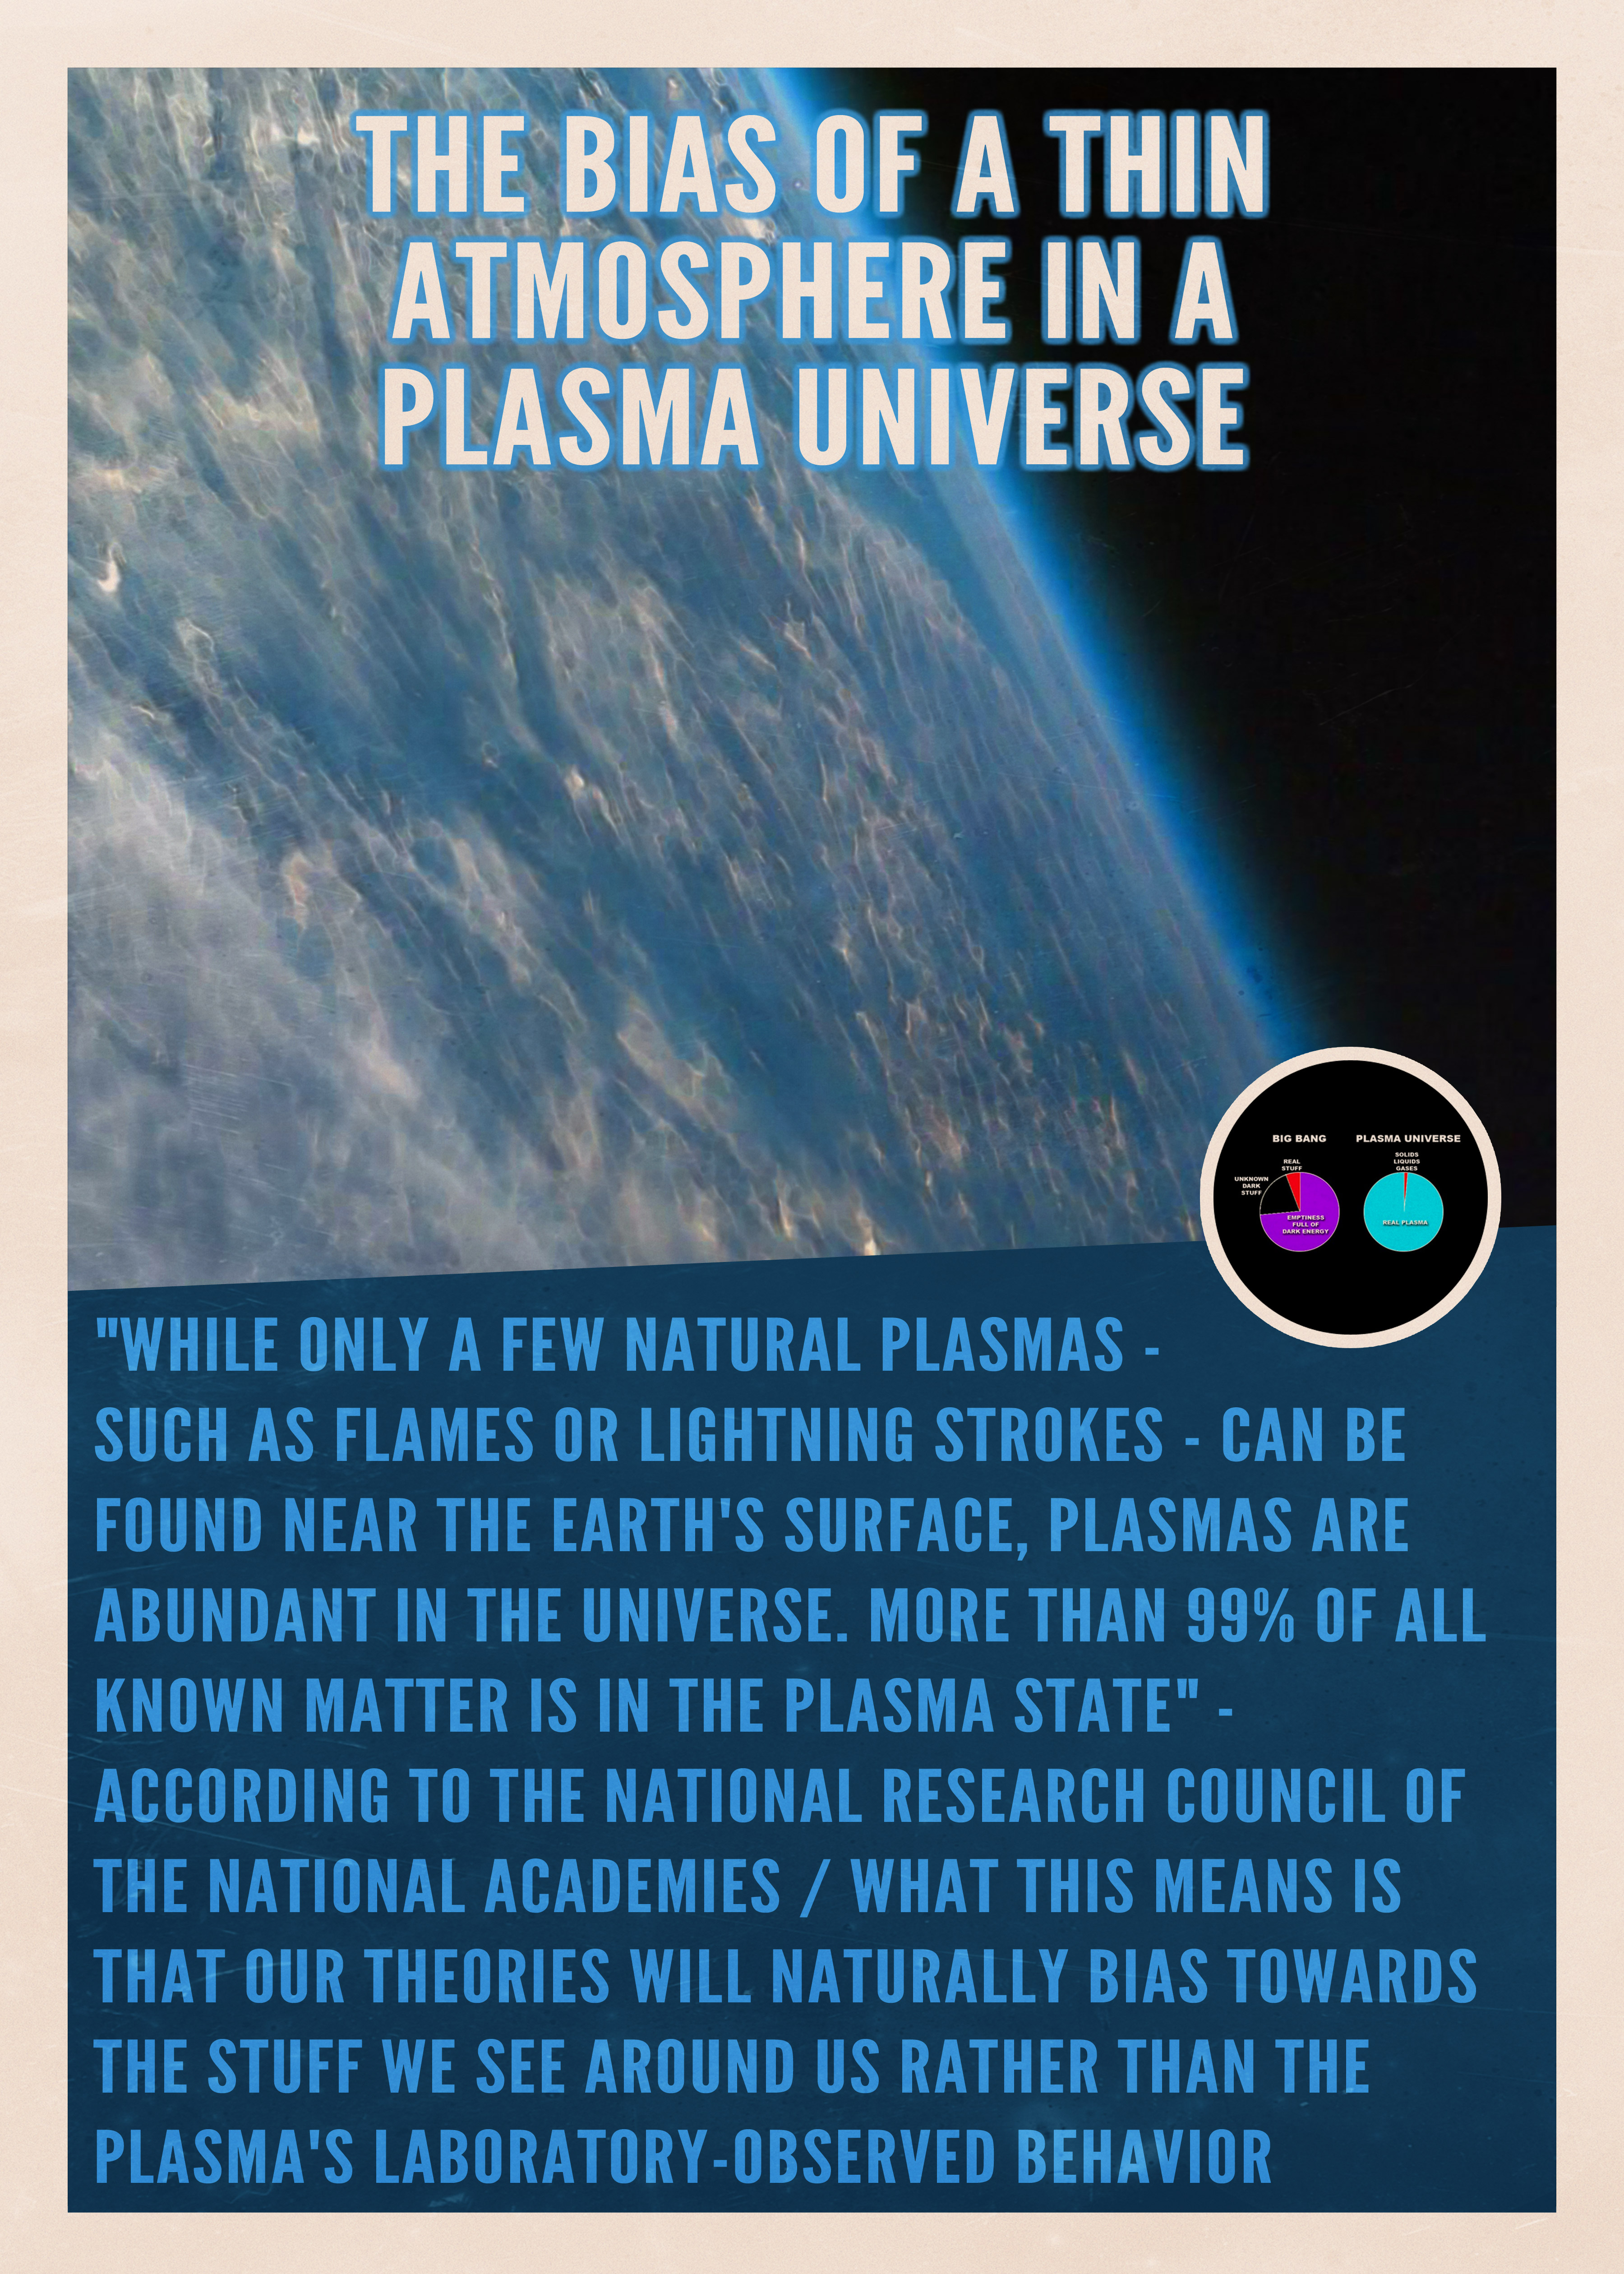 THE BIAS OF A THIN
ATMOSPHERE IN A
PLASMA UNIVERSE
BIG BANG
PLASMA UNIVERSE
REAL
STUFF
UNKNOWN
DARK
STUFF
EMPTINESS
FULL OF
DARK ENERGY
SOLIDS
LIQUIDS
GASES
REAL PLASMA
"WHILE ONLY A FEW NATURAL PLASMAS -
SUCH AS FLAMES OR LIGHTNING STROKES - CAN BE
FOUND NEAR THE EARTH'S SURFACE, PLASMAS ARE
ABUNDANT IN THE UNIVERSE. MORE THAN 99% OF ALL
KNOWN MATTER IS IN THE PLASMA STATE" -
ACCORDING TO THE NATIONAL RESEARCH COUNCIL OF
THE NATIONAL ACADEMIES / WHAT THIS MEANS IS
THAT OUR THEORIES WILL NATURALLY BIAS TOWARDS
THE STUFF WE SEE AROUND US RATHER THAN THE
PLASMA'S LABORATORY-OBSERVED BEHAVIOR